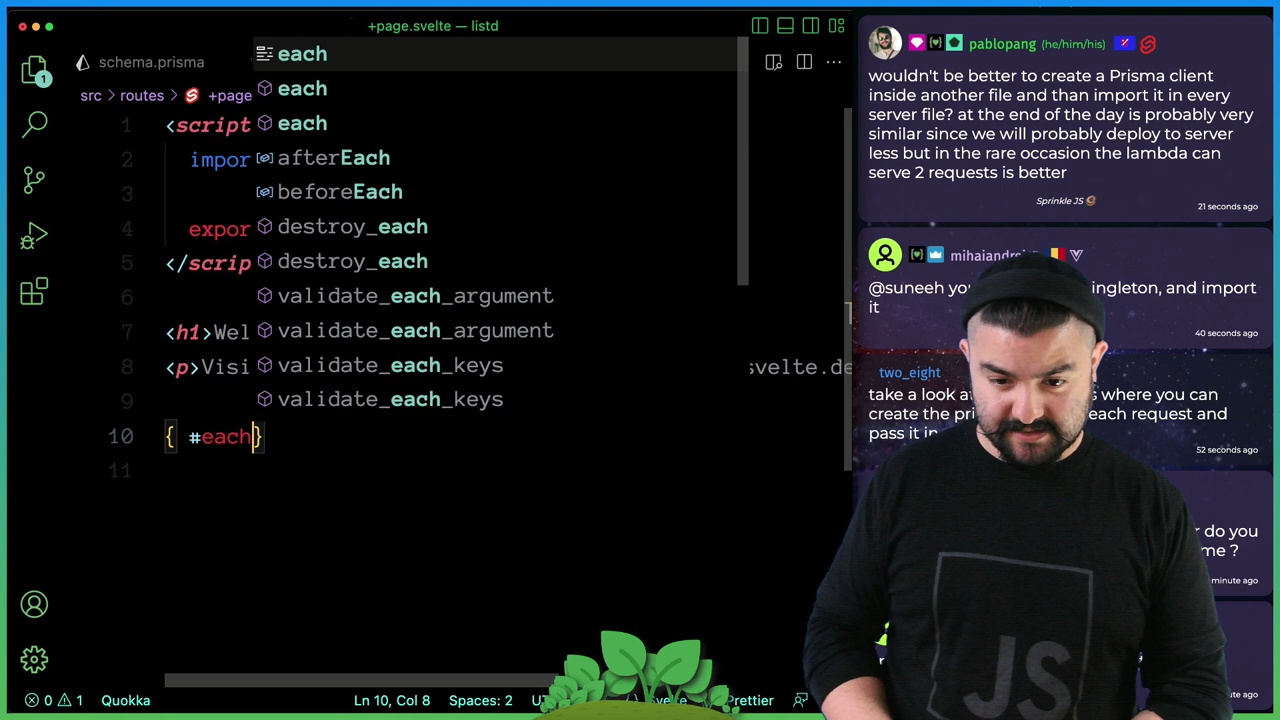 +page.svelte — listd
schema.prisma
src > routes > +page
1
<script
2
impor
3
4
expor
5
</scrip
6
7
<h1>Wel
8
<p>Visi
svelte.de
9
10
{ #each}
11
each
each
each
afterEach
beforeEach
destroy_each
destroy_each
validate_each_argument
validate_each_argument
validate_each_keys
validate_each_keys
1
0
1
Quokka
Ln 10, Col 8
Spaces: 2
Prettier
pablopang (he/him/his)
wouldn't be better to create a Prisma client
inside another file and than import it in every
server file? at the end of the day is probably very
similar since we will probably deploy to server
less but in the rare occasion the lambda can
serve 2 requests is better
Sprinkle JS
21 seconds ago
@suneeh
ingleton, and import
it
40 seconds ago
two_eight
take a look
where you can
create the
each request and
pass it in
52 seconds ago
do you
me ?
minute ago
JS